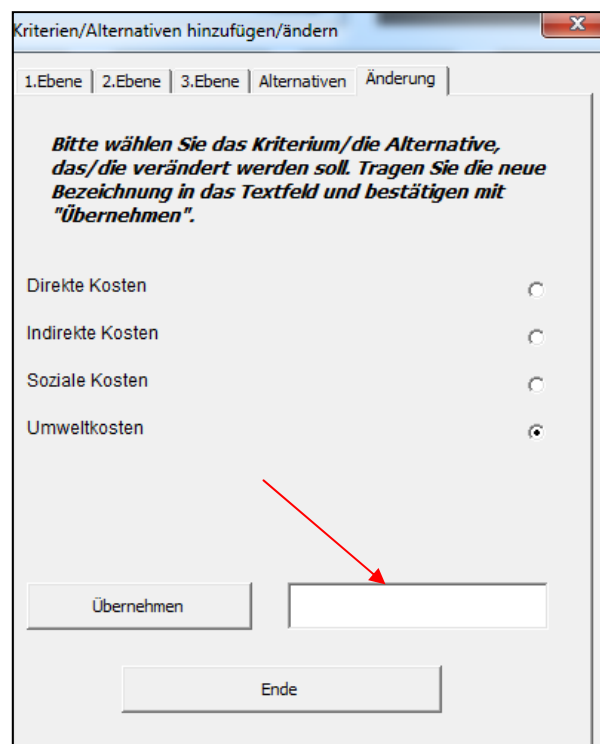 Kriterien/Alternativen hinzufügen/ändern
X
1.Ebene 2.Ebene 3.Ebene Alternativen Änderung
Bitte wählen Sie das Kriterium/die Alternative,
das/die verändert werden soll. Tragen Sie die neue
Bezeichnung in das Textfeld und bestätigen mit
"Übernehmen".
Direkte Kosten
Indirekte Kosten
Soziale Kosten
Umweltkosten
Übernehmen
Ende